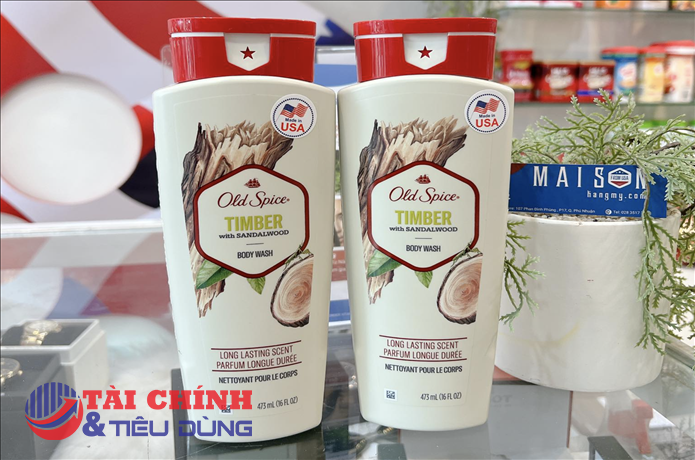 Made in
USA
Old Spice
TIMBER
with SANDALWOOD
BODY WASH
LONG LASTING SCENT
PARFUM LONGUE DURÉE
NETTOYANT POUR LE CORPS
473 mL (16 FL OZ)
Made in
USA
Old Spice
TIMBER
with SANDALWOOD
BODY WASH
LONG LASTING SCENT
PARFUM LONGUE DURÉE
NETTOYANT POUR LE CORPS
473 mL (16 FL OZ)
MAISON
hangmy.com
TÀI CHÍNH
& TIÊU DÙNG